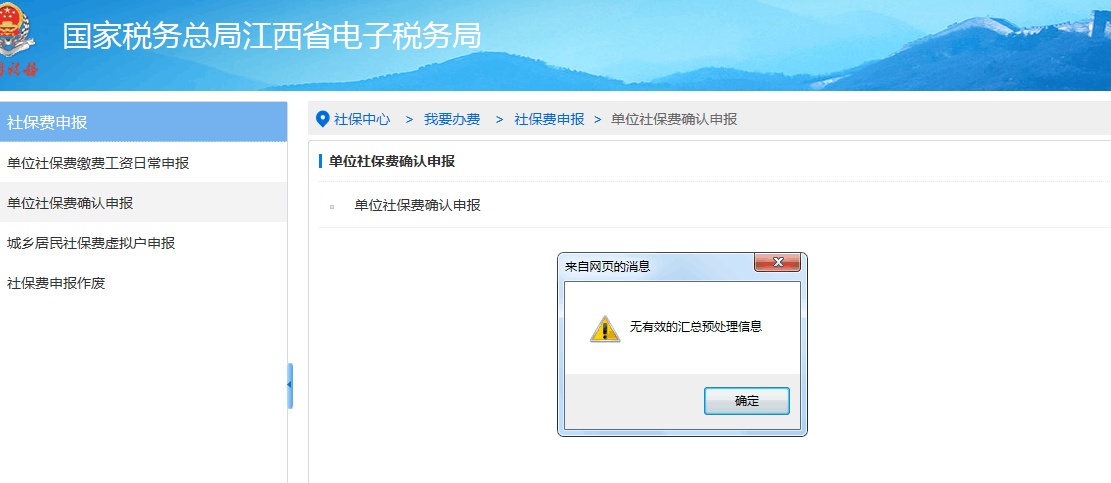 国家税务总局江西省电子税务局
社保费申报
单位社保费缴费工资日常申报
单位社保费确认申报
城乡居民社保费虚拟户申报
社保费申报作废
社保中心 > 我要办费 > 社保费申报 > 单位社保费确认申报
单位社保费确认申报
单位社保费确认申报
来自网页的消息
无有效的汇总预处理信息
确定